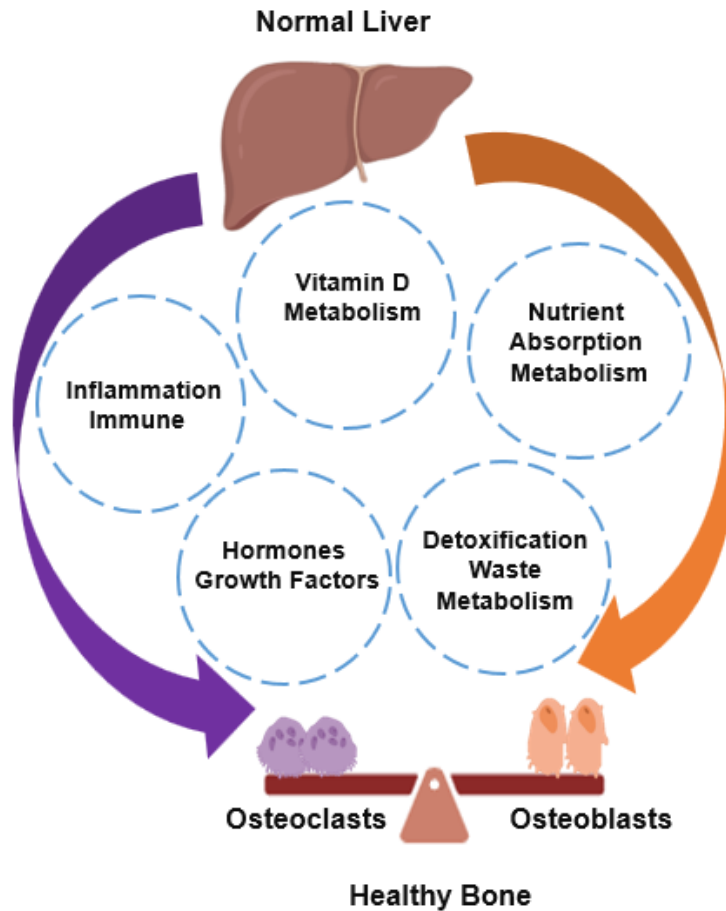 Normal Liver
Vitamin D
Metabolism
Nutrient
Absorption
Metabolism
Inflammation
Immune
Hormones
Growth Factors
Detoxification
Waste
Metabolism
Osteoclasts
Osteoblasts
Healthy Bone